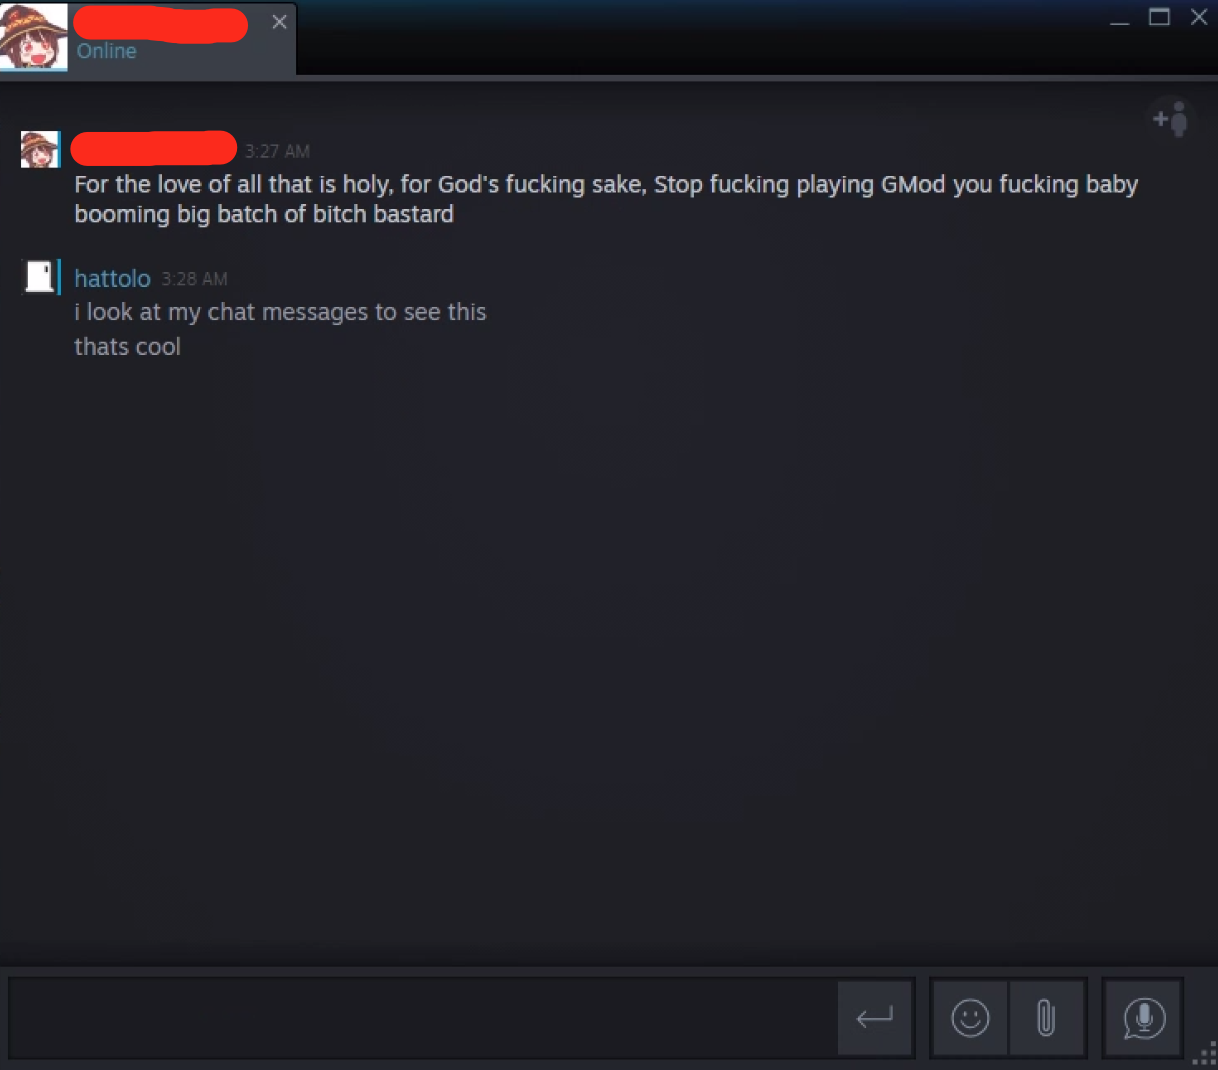 Online
3:27 AM
For the love of all that is holy, for God's fucking sake, Stop fucking playing GMod you fucking baby
booming big batch of bitch bastard
hattolo 3:28 AM
i look at my chat messages to see this
thats cool